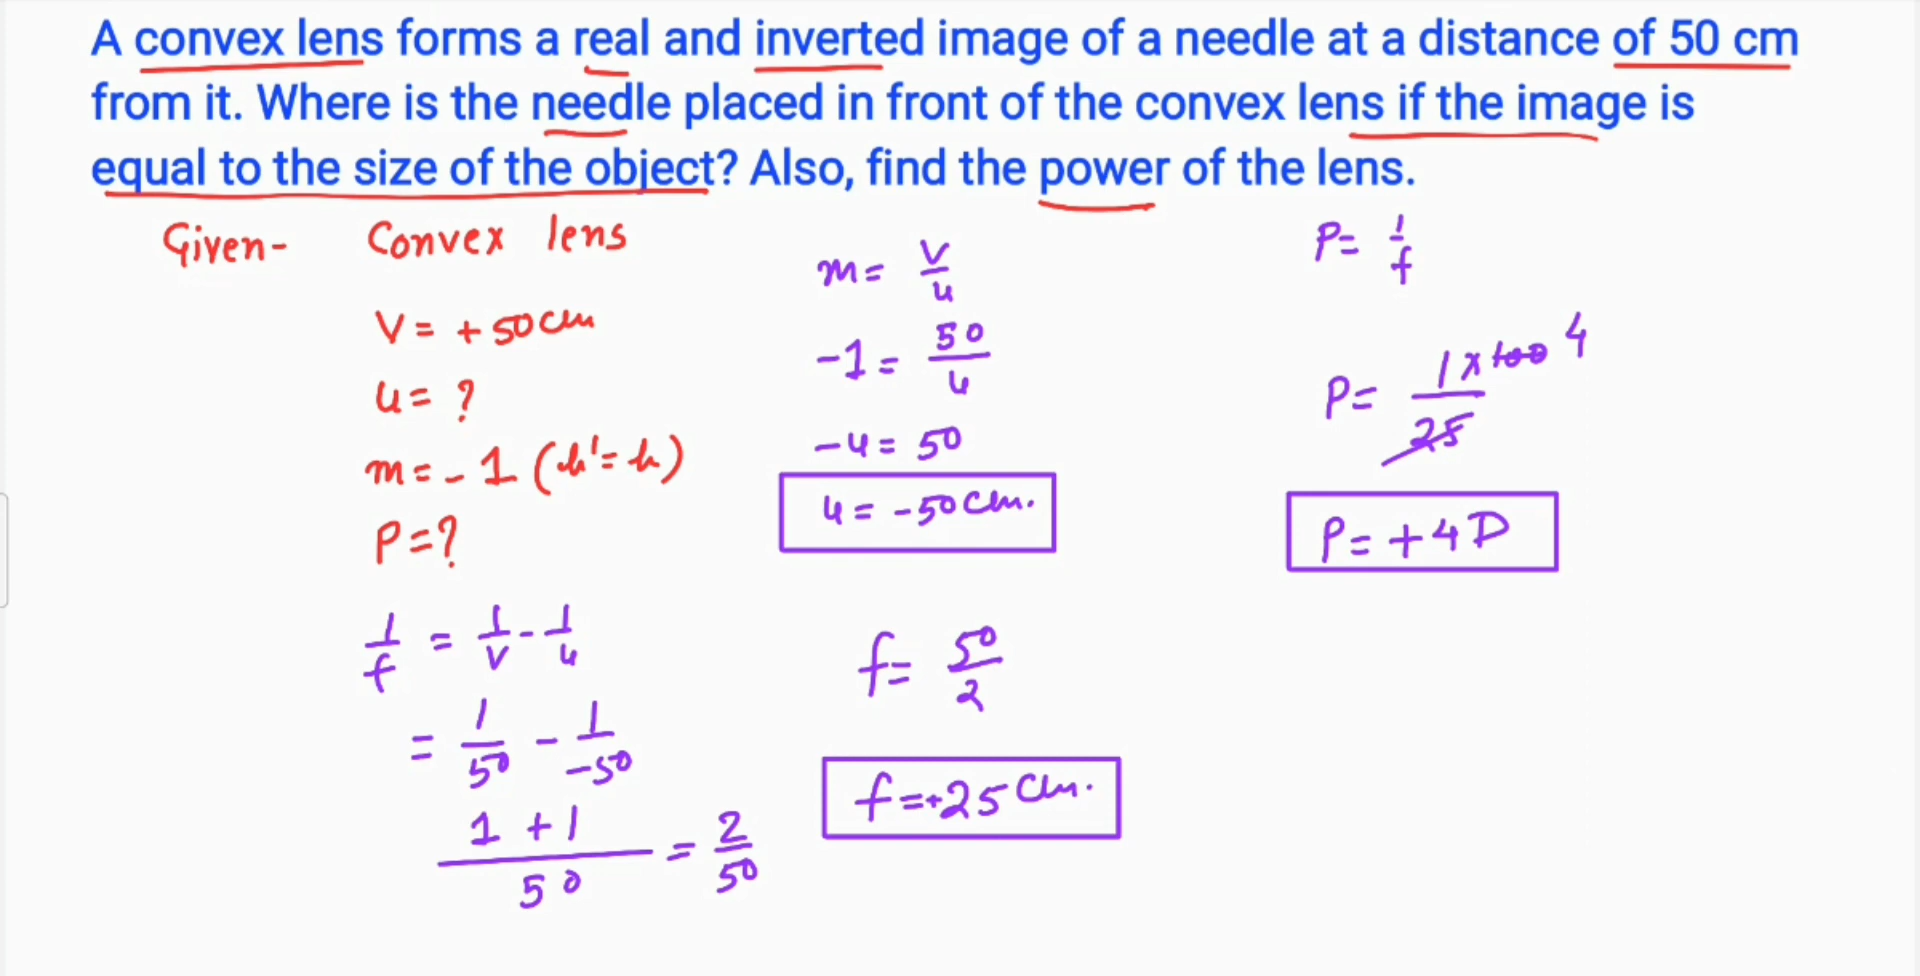 A convex lens forms a real and inverted image of a needle at a distance of 50 cm
from it. Where is the needle placed in front of the convex lens if the image is
equal to the size of the object? Also, find the power of the lens.
Given- Convex lens
V = +50cm
u = ?
m = -1 (h'=h)
P=?
1/f = 1/v - 1/u
= 1/50 - 1/-50
1+1/50 = 2/50
m= v/u
-1 = 50/u
-u = 50
u = -50cm.
f= 50/2
f=+25cm.
P= 1/f
P= 1×100/25 4
P=+4D